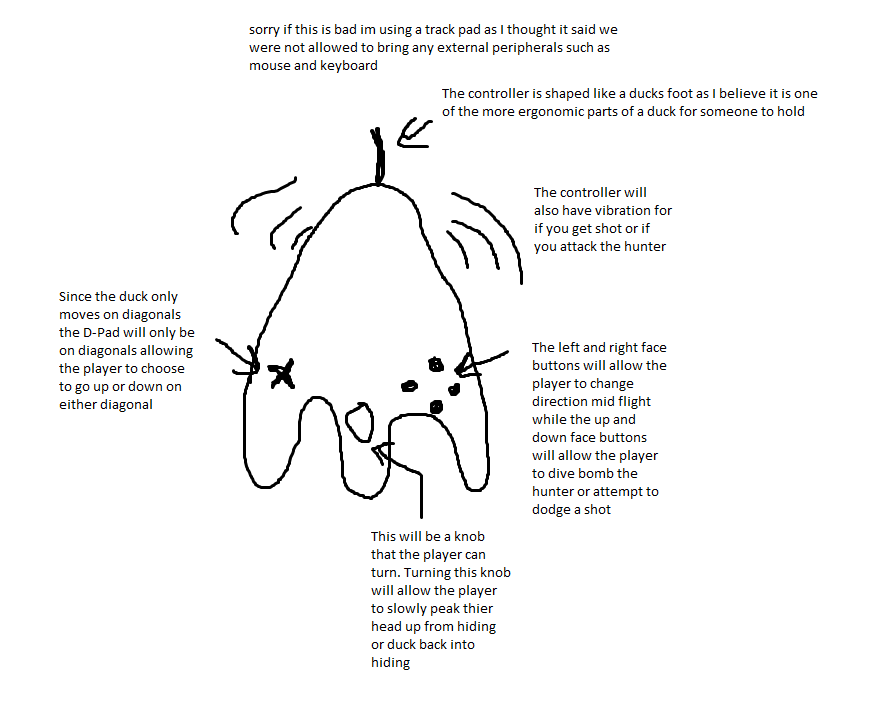 sorry if this is bad im using a track pad as I thought it said we
were not allowed to bring any external peripherals such as
mouse and keyboard
The controller is shaped like a ducks foot as I believe it is one
of the more ergonomic parts of a duck for someone to hold
The controller will
also have vibration for
if you get shot or if
you attack the hunter
Since the duck only
moves on diagonals
the D-Pad will only be
on diagonals allowing
the player to choose
to go up or down on
either diagonal
The left and right face
buttons will allow the
player to change
direction mid flight
while the up and
down face buttons
will allow the player
to dive bomb the
hunter or attempt to
dodge a shot
This will be a knob
that the player can
turn. Turning this knob
will allow the player
to slowly peak thier
head up from hiding
or duck back into
hiding